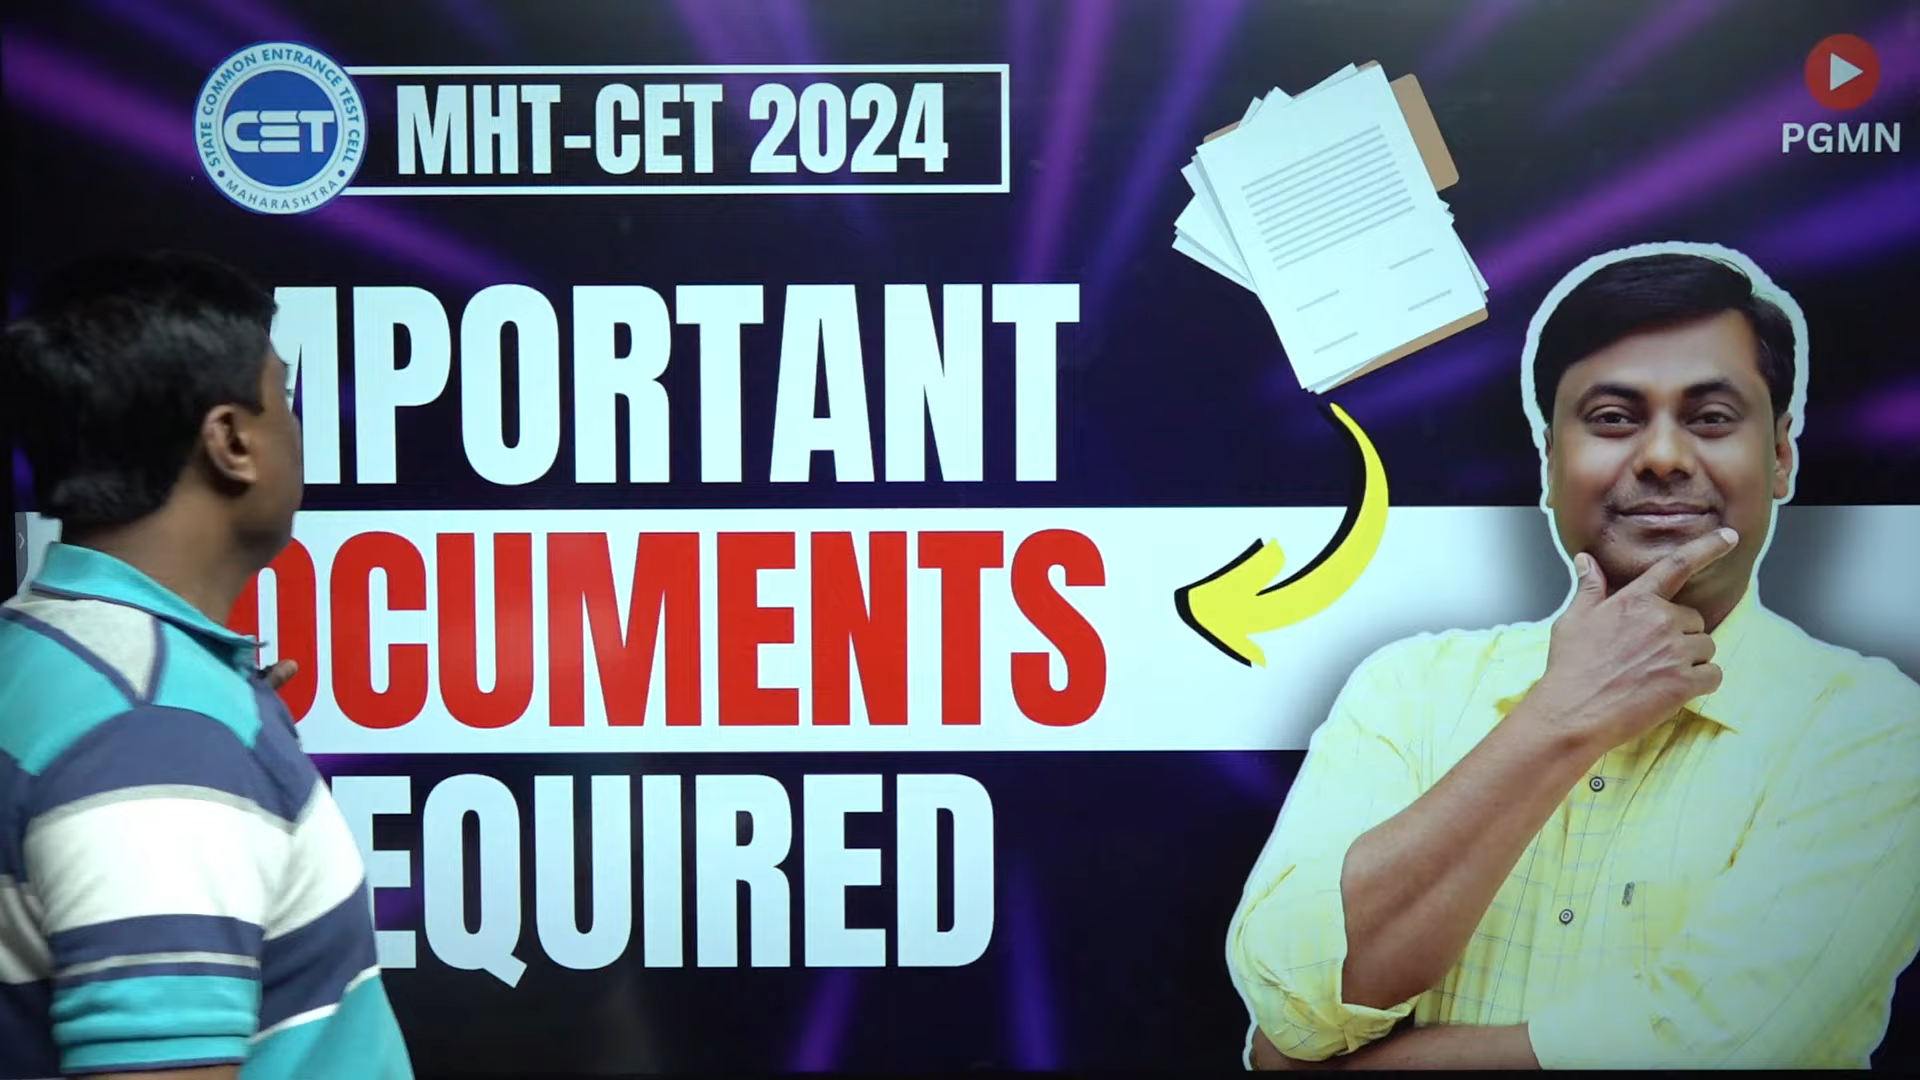 STATE COMMON ENTRANCE TEST CELL
CET
MAHARASHTRA
MHT-CET 2024
PGMN
MPORTANT
OCUMENTS
EQUIRED